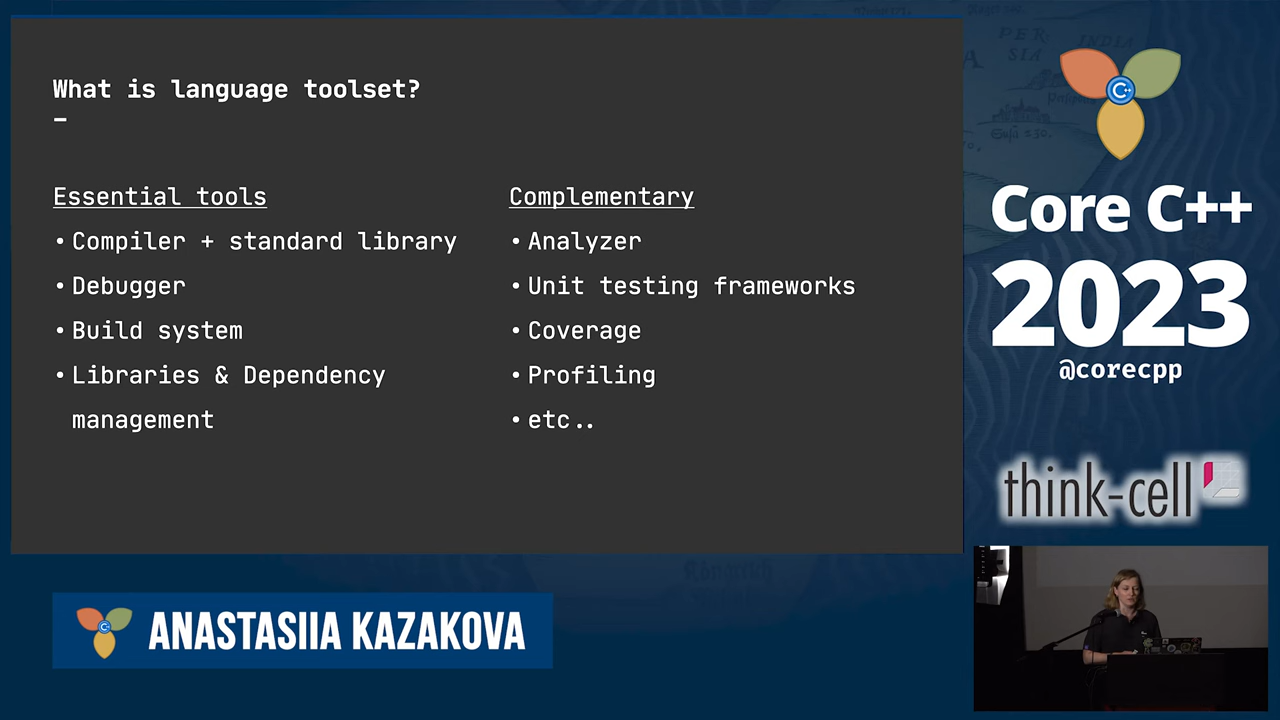 What is language toolset?
–
Essential tools
• Compiler + standard library
• Debugger
• Build system
• Libraries & Dependency
management
Complementary
• Analyzer
• Unit testing frameworks
• Coverage
• Profiling
• etc..
C++
Core C++
2023
@corecpp
think-cell
ANASTASIIA KAZAKOVA